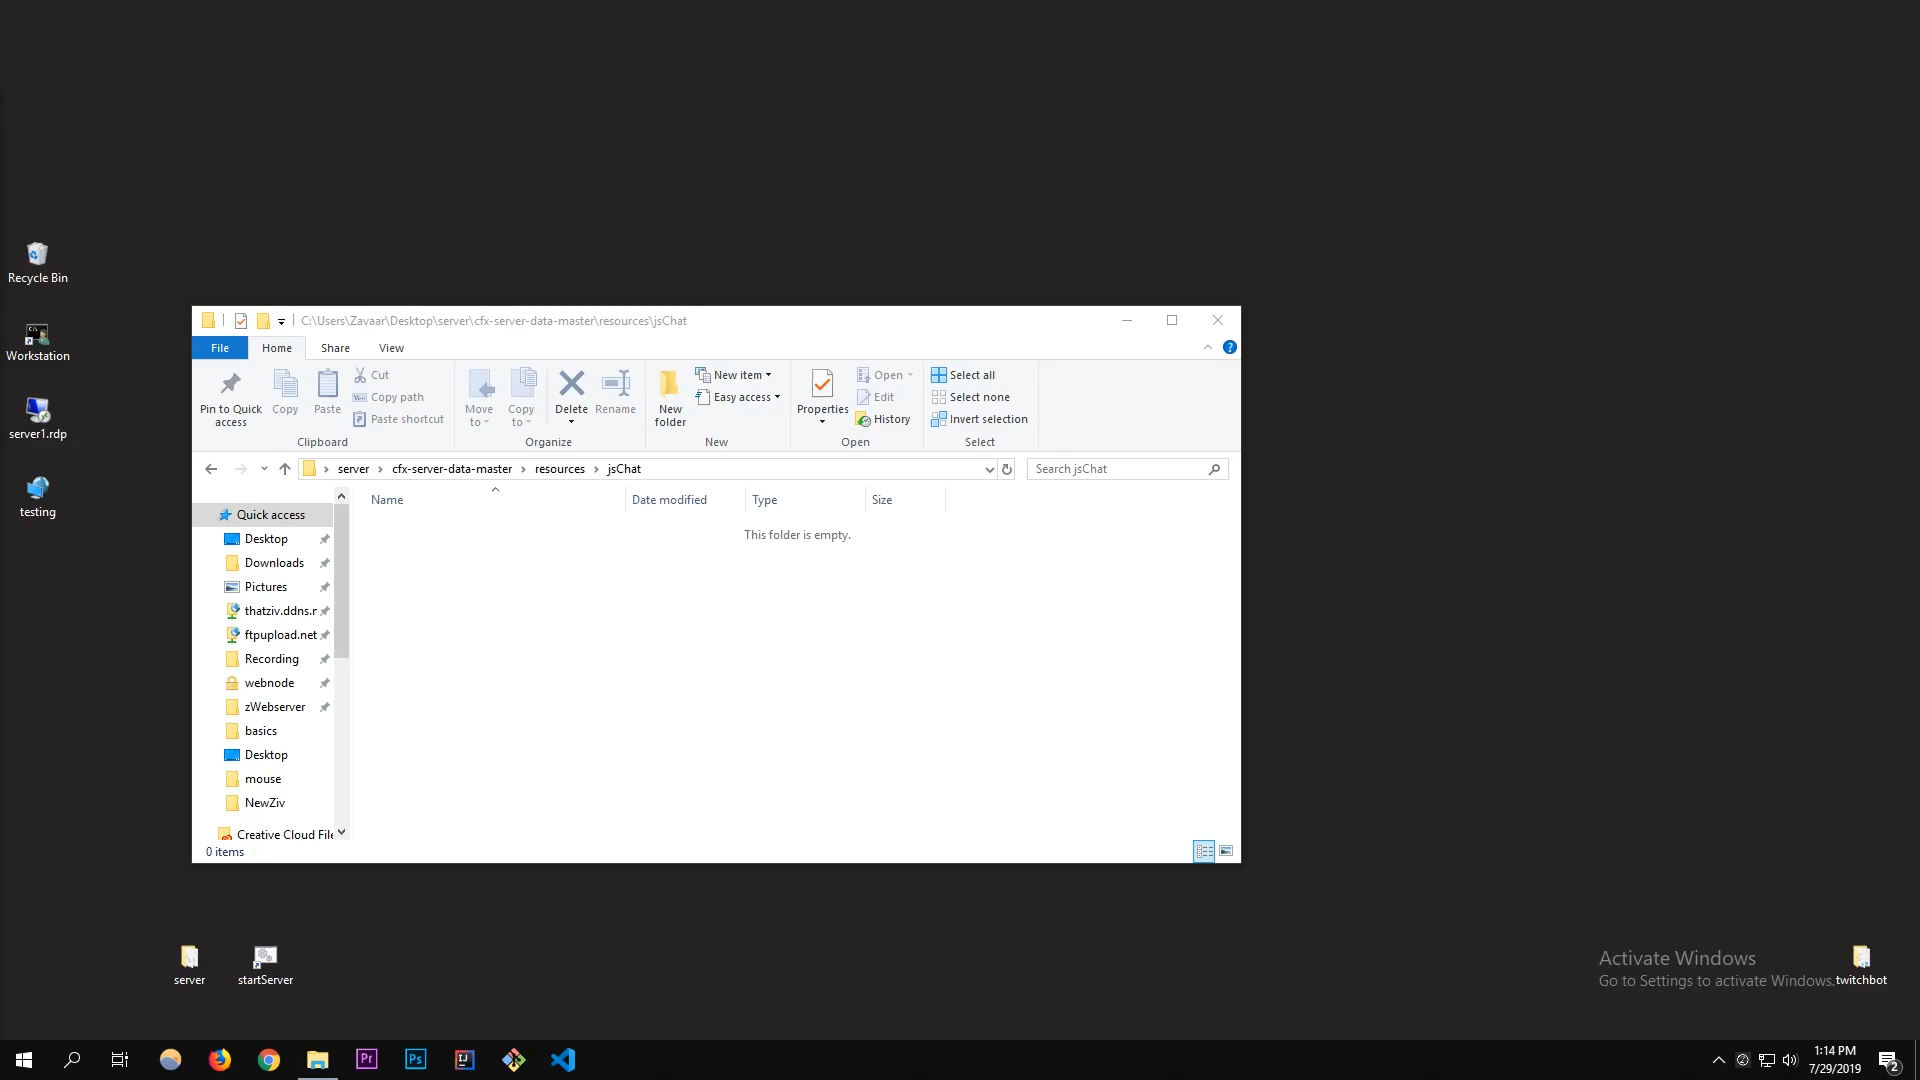 Recycle Bin
Workstation
server1.rdp
testing
C:\Users\Zavaar\Desktop\server\cfx-server-data-master\resources\jsChat
File Home Share View
Pin to Quick access
Copy
Paste
Cut
Copy path
Paste shortcut
Clipboard
Move to
Copy to
Delete
Rename
Organize
New folder
New item
Easy access
New
Properties
Open
Edit
History
Open
Select all
Select none
Invert selection
Select
server cfx-server-data-master resources jsChat
Search jsChat
Name Date modified Type Size
This folder is empty.
Quick access
Desktop
Downloads
Pictures
thatziv.ddns.r
ftpupload.net
Recording
webnode
zWebserver
basics
Desktop
mouse
NewZiv
Creative Cloud File
0 items
server
startServer
Activate Windows
Go to Settings to activate Windows.
twitchbot
Pr
Ps
IJ
1:14 PM
7/29/2019
2